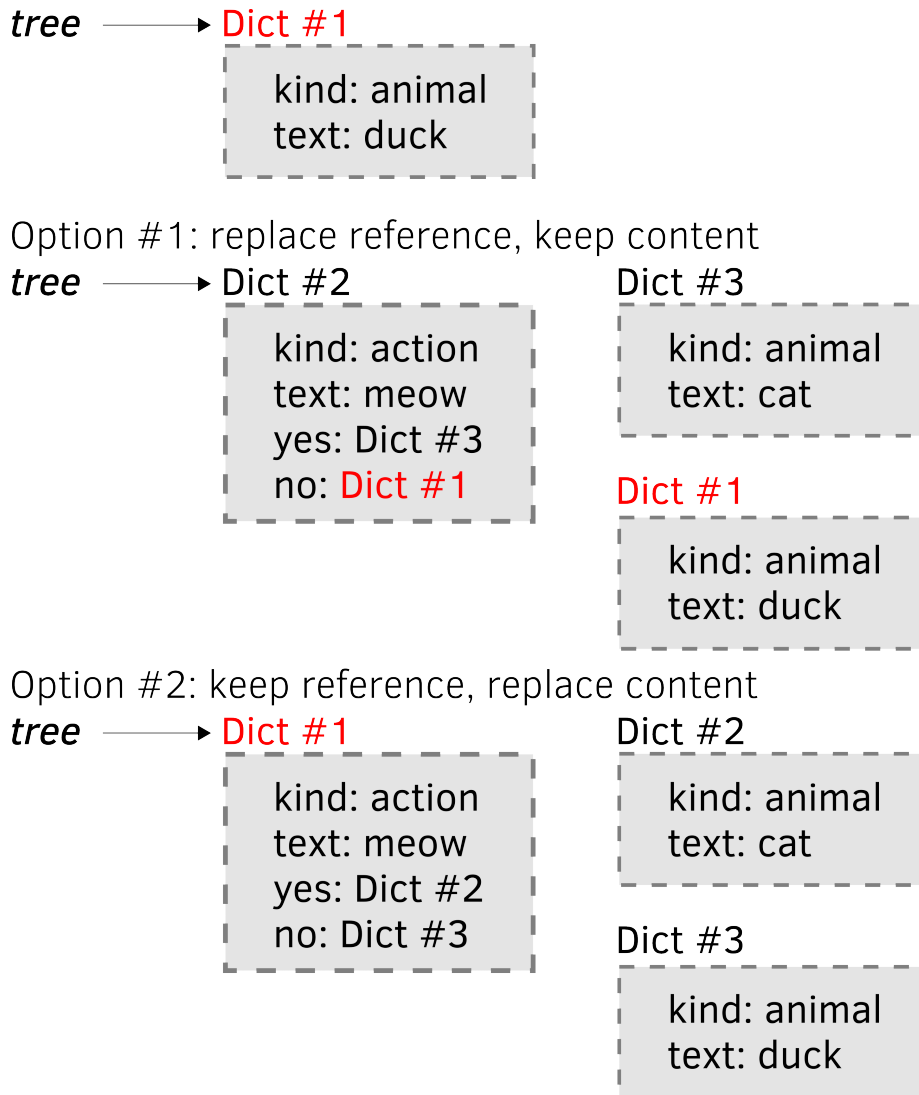 tree Dict #1
kind: animal
text: duck
Option #1: replace reference, keep content
tree Dict #2
kind: action
text: meow
yes: Dict #3
no: Dict #1
Dict #3
kind: animal
text: cat
Dict #1
kind: animal
text: duck
Option #2: keep reference, replace content
tree Dict #1
kind: action
text: meow
yes: Dict #2
no: Dict #3
Dict #2
kind: animal
text: cat
Dict #3
kind: animal
text: duck